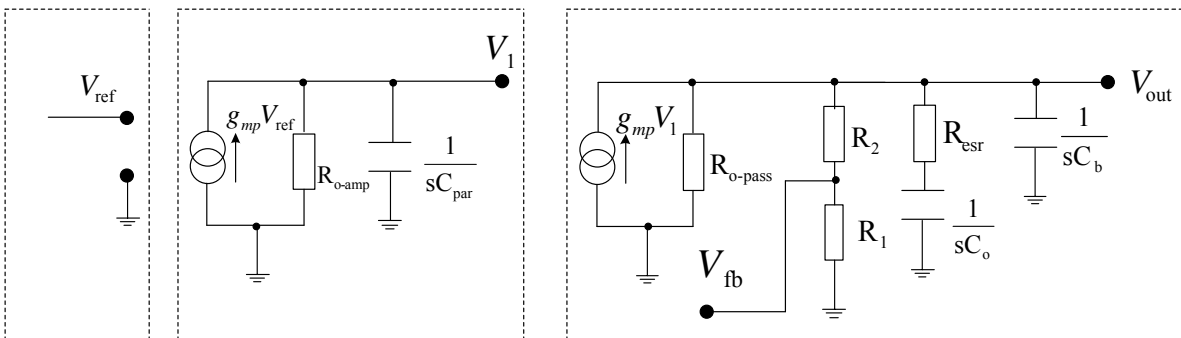 V_ref
g_mp V_ref
R_o-amp
1
sC_par
V_1
g_mp V_1
R_o-pass
V_fb
R_2
R_1
R_esr
1
sC_o
1
sC_b
V_out